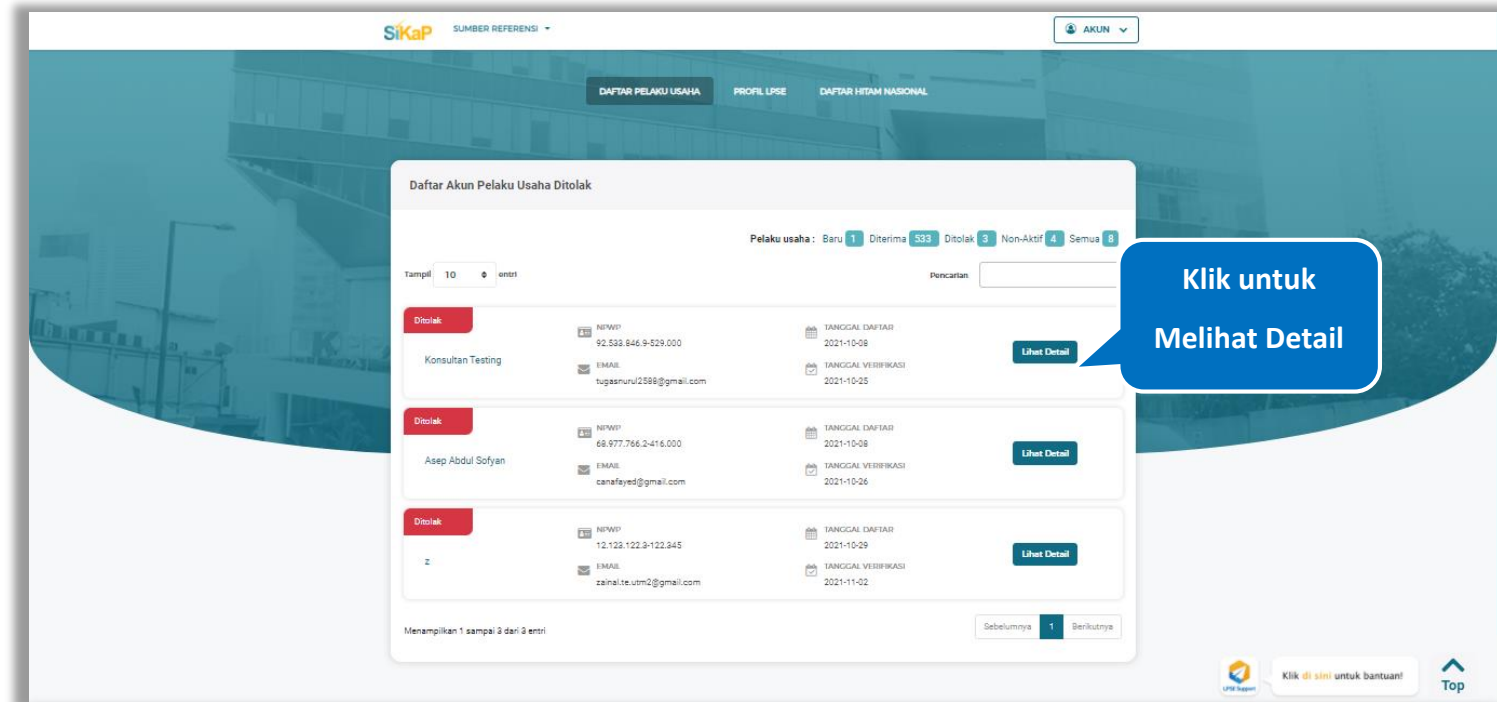 SiKaP SUMBER REFERENSI AKUN
DAFTAR PELAKU USAHA PROFIL LPSE DAFTAR HITAM NASIONAL
Daftar Akun Pelaku Usaha Ditolak
Pelaku usaha : Baru 1 Diterima 533 Ditolak 3 Non-Aktif 4 Semua 8
Tampil 10 entri Pencarian
Klik untuk
Melihat Detail
Ditolak
Konsultan Testing
NPWP
92.533.846.9-529.000
EMAIL
tugasnurul2588@gmail.com
TANGGAL DAFTAR
2021-10-08
TANGGAL VERIFIKASI
2021-10-25
Lihat Detail
Ditolak
Asep Abdul Sofyan
NPWP
68.977.766.2-416.000
EMAIL
canafayed@gmail.com
TANGGAL DAFTAR
2021-10-08
TANGGAL VERIFIKASI
2021-10-26
Lihat Detail
Ditolak
z
NPWP
12.123.122.3-122.345
EMAIL
zainal.te.utm2@gmail.com
TANGGAL DAFTAR
2021-10-29
TANGGAL VERIFIKASI
2021-11-02
Lihat Detail
Menampilkan 1 sampai 3 dari 3 entri
Sebelumnya 1 Berikutnya
LPSE Support
Klik di sini untuk bantuan!
Top